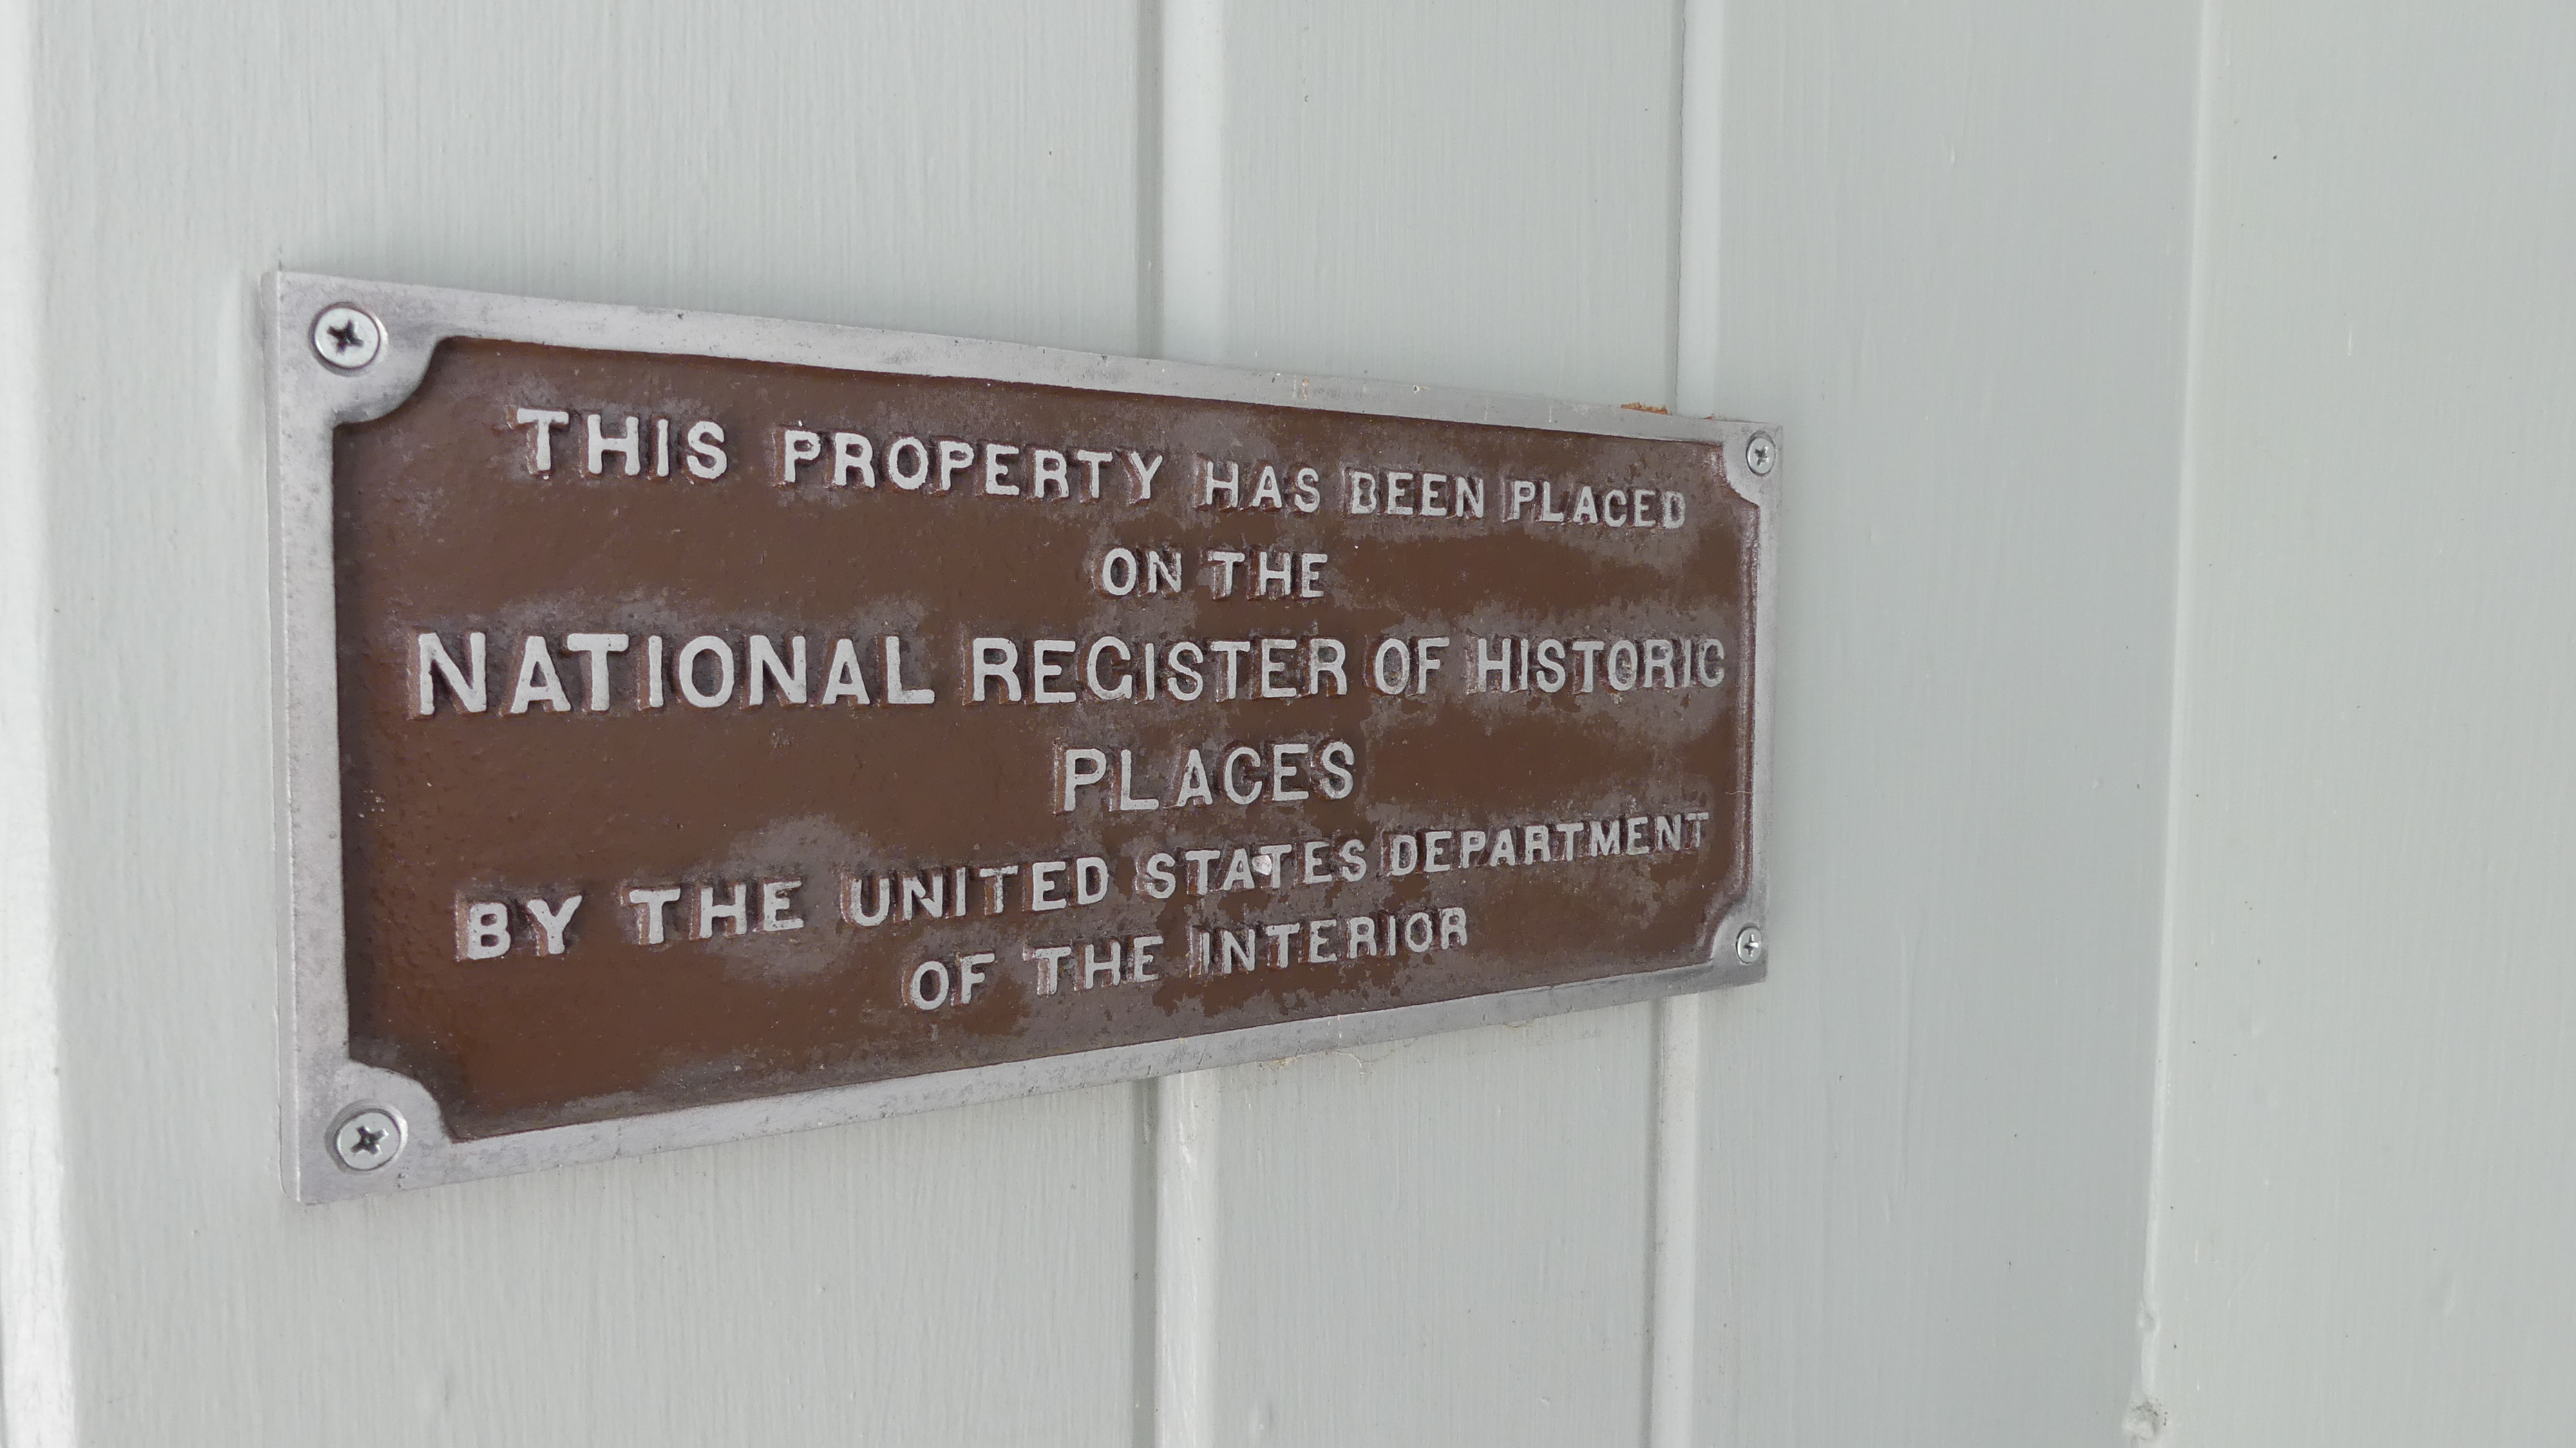 THIS PROPERTY HAS BEEN PLACED
ON THE
NATIONAL REGISTER OF HISTORIC
PLACES
BY THE UNITED STATES DEPARTMENT
OF THE INTERIOR